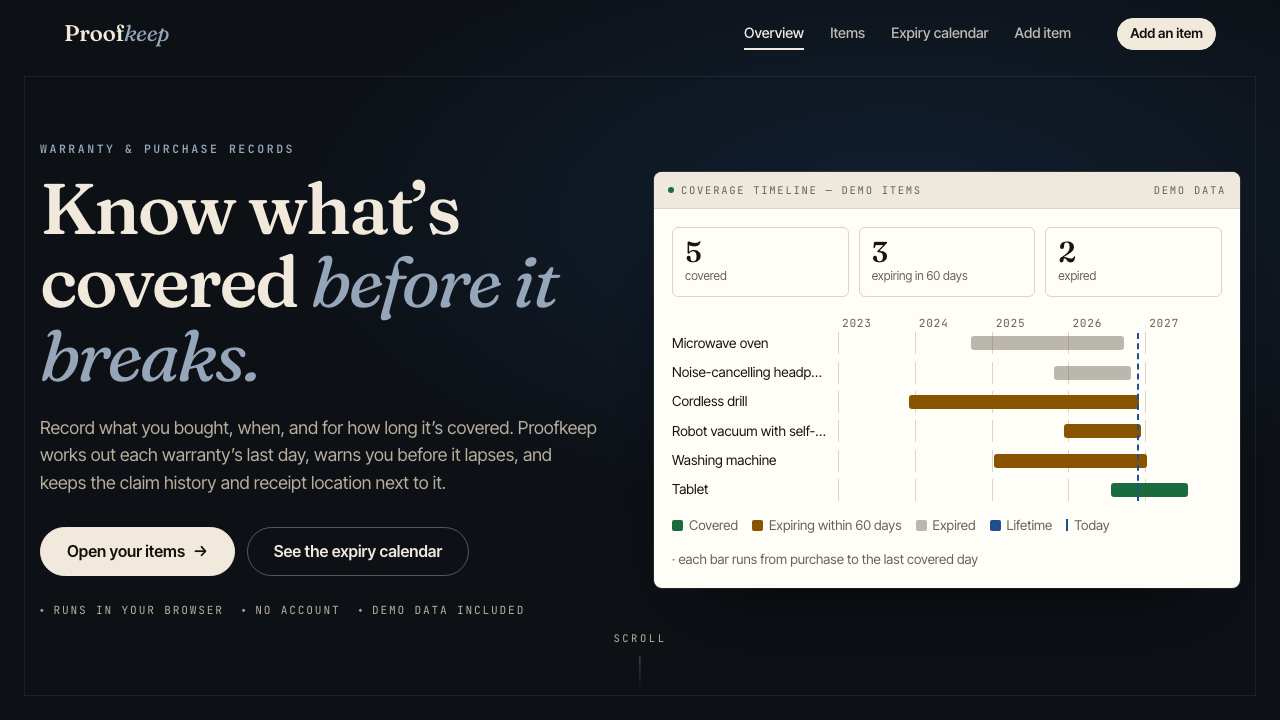 Proofkeep
Overview Items Expiry calendar Add item Add an item
WARRANTY & PURCHASE RECORDS
Know what’s
covered before it
breaks.
Record what you bought, when, and for how long it’s covered. Proofkeep
works out each warranty’s last day, warns you before it lapses, and
keeps the claim history and receipt location next to it.
Open your items →
See the expiry calendar
RUNS IN YOUR BROWSER
NO ACCOUNT
DEMO DATA INCLUDED
COVERAGE TIMELINE — DEMO ITEMS
DEMO DATA
5
covered
3
expiring in 60 days
2
expired
2023 2024 2025 2026 2027
Microwave oven
Noise-cancelling headp…
Cordless drill
Robot vacuum with self-…
Washing machine
Tablet
Covered Expiring within 60 days Expired Lifetime Today
· each bar runs from purchase to the last covered day
SCROLL